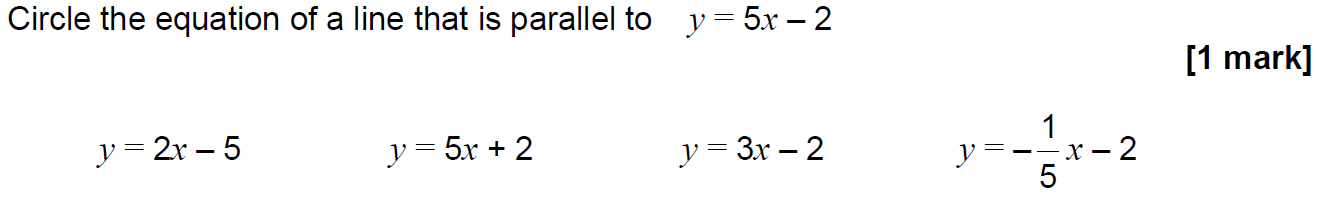 Circle the equation of a line that is parallel to y = 5x – 2
[1 mark]
y = 2x – 5 y = 5x + 2 y = 3x – 2 y = –1/5 x – 2